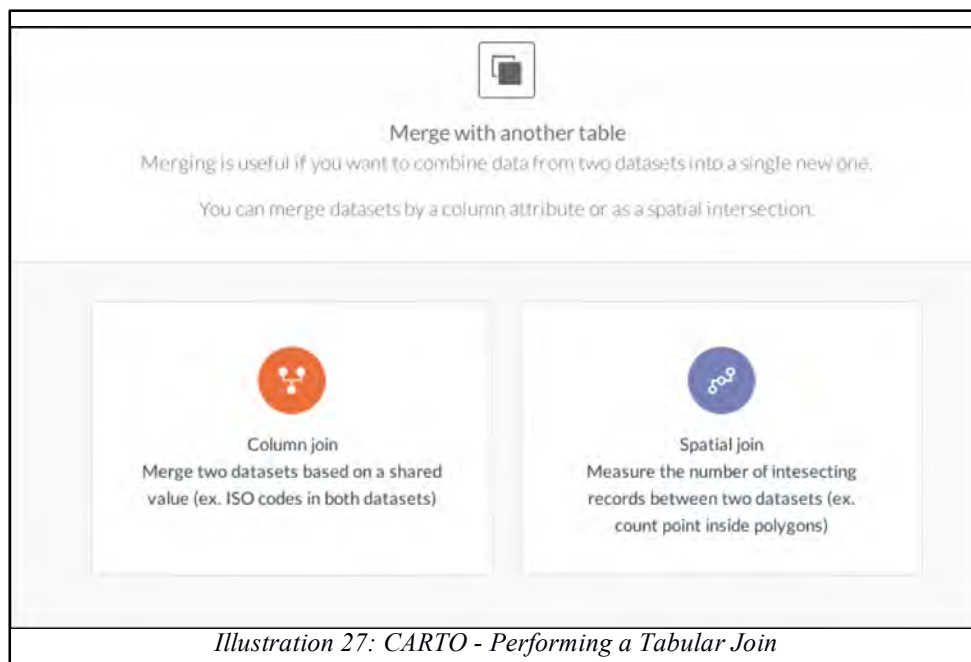 Merge with another table
Merging is useful if you want to combine data from two datasets into a single new one.
You can merge datasets by a column attribute or as a spatial intersection.
Column join
Merge two datasets based on a shared
value (ex. ISO codes in both datasets)
Spatial join
Measure the number of intesecting
records between two datasets (ex.
count point inside polygons)
Illustration 27: CARTO - Performing a Tabular Join